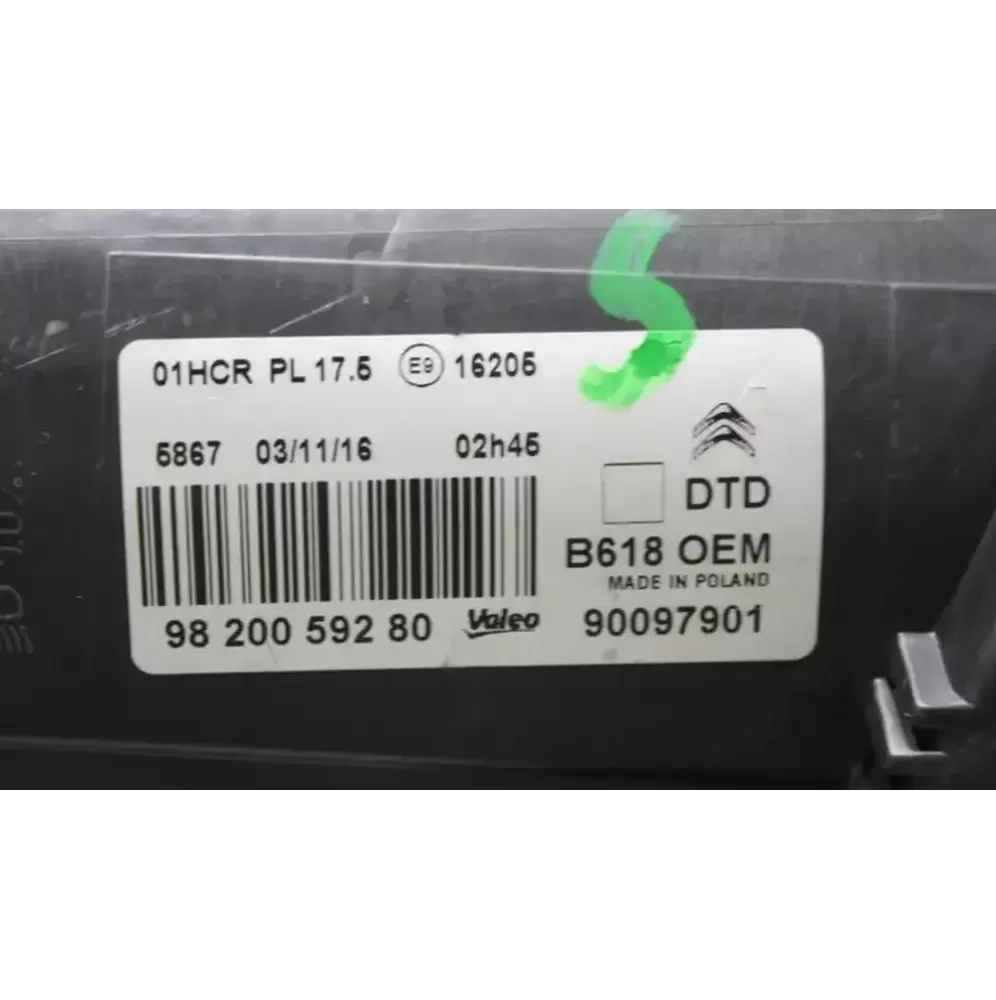 01HCR PL 17.5 E9 16205
5867 03/11/16 02h45
DTD
B618 OEM
MADE IN POLAND
98 200 592 80 Valeo 90097901